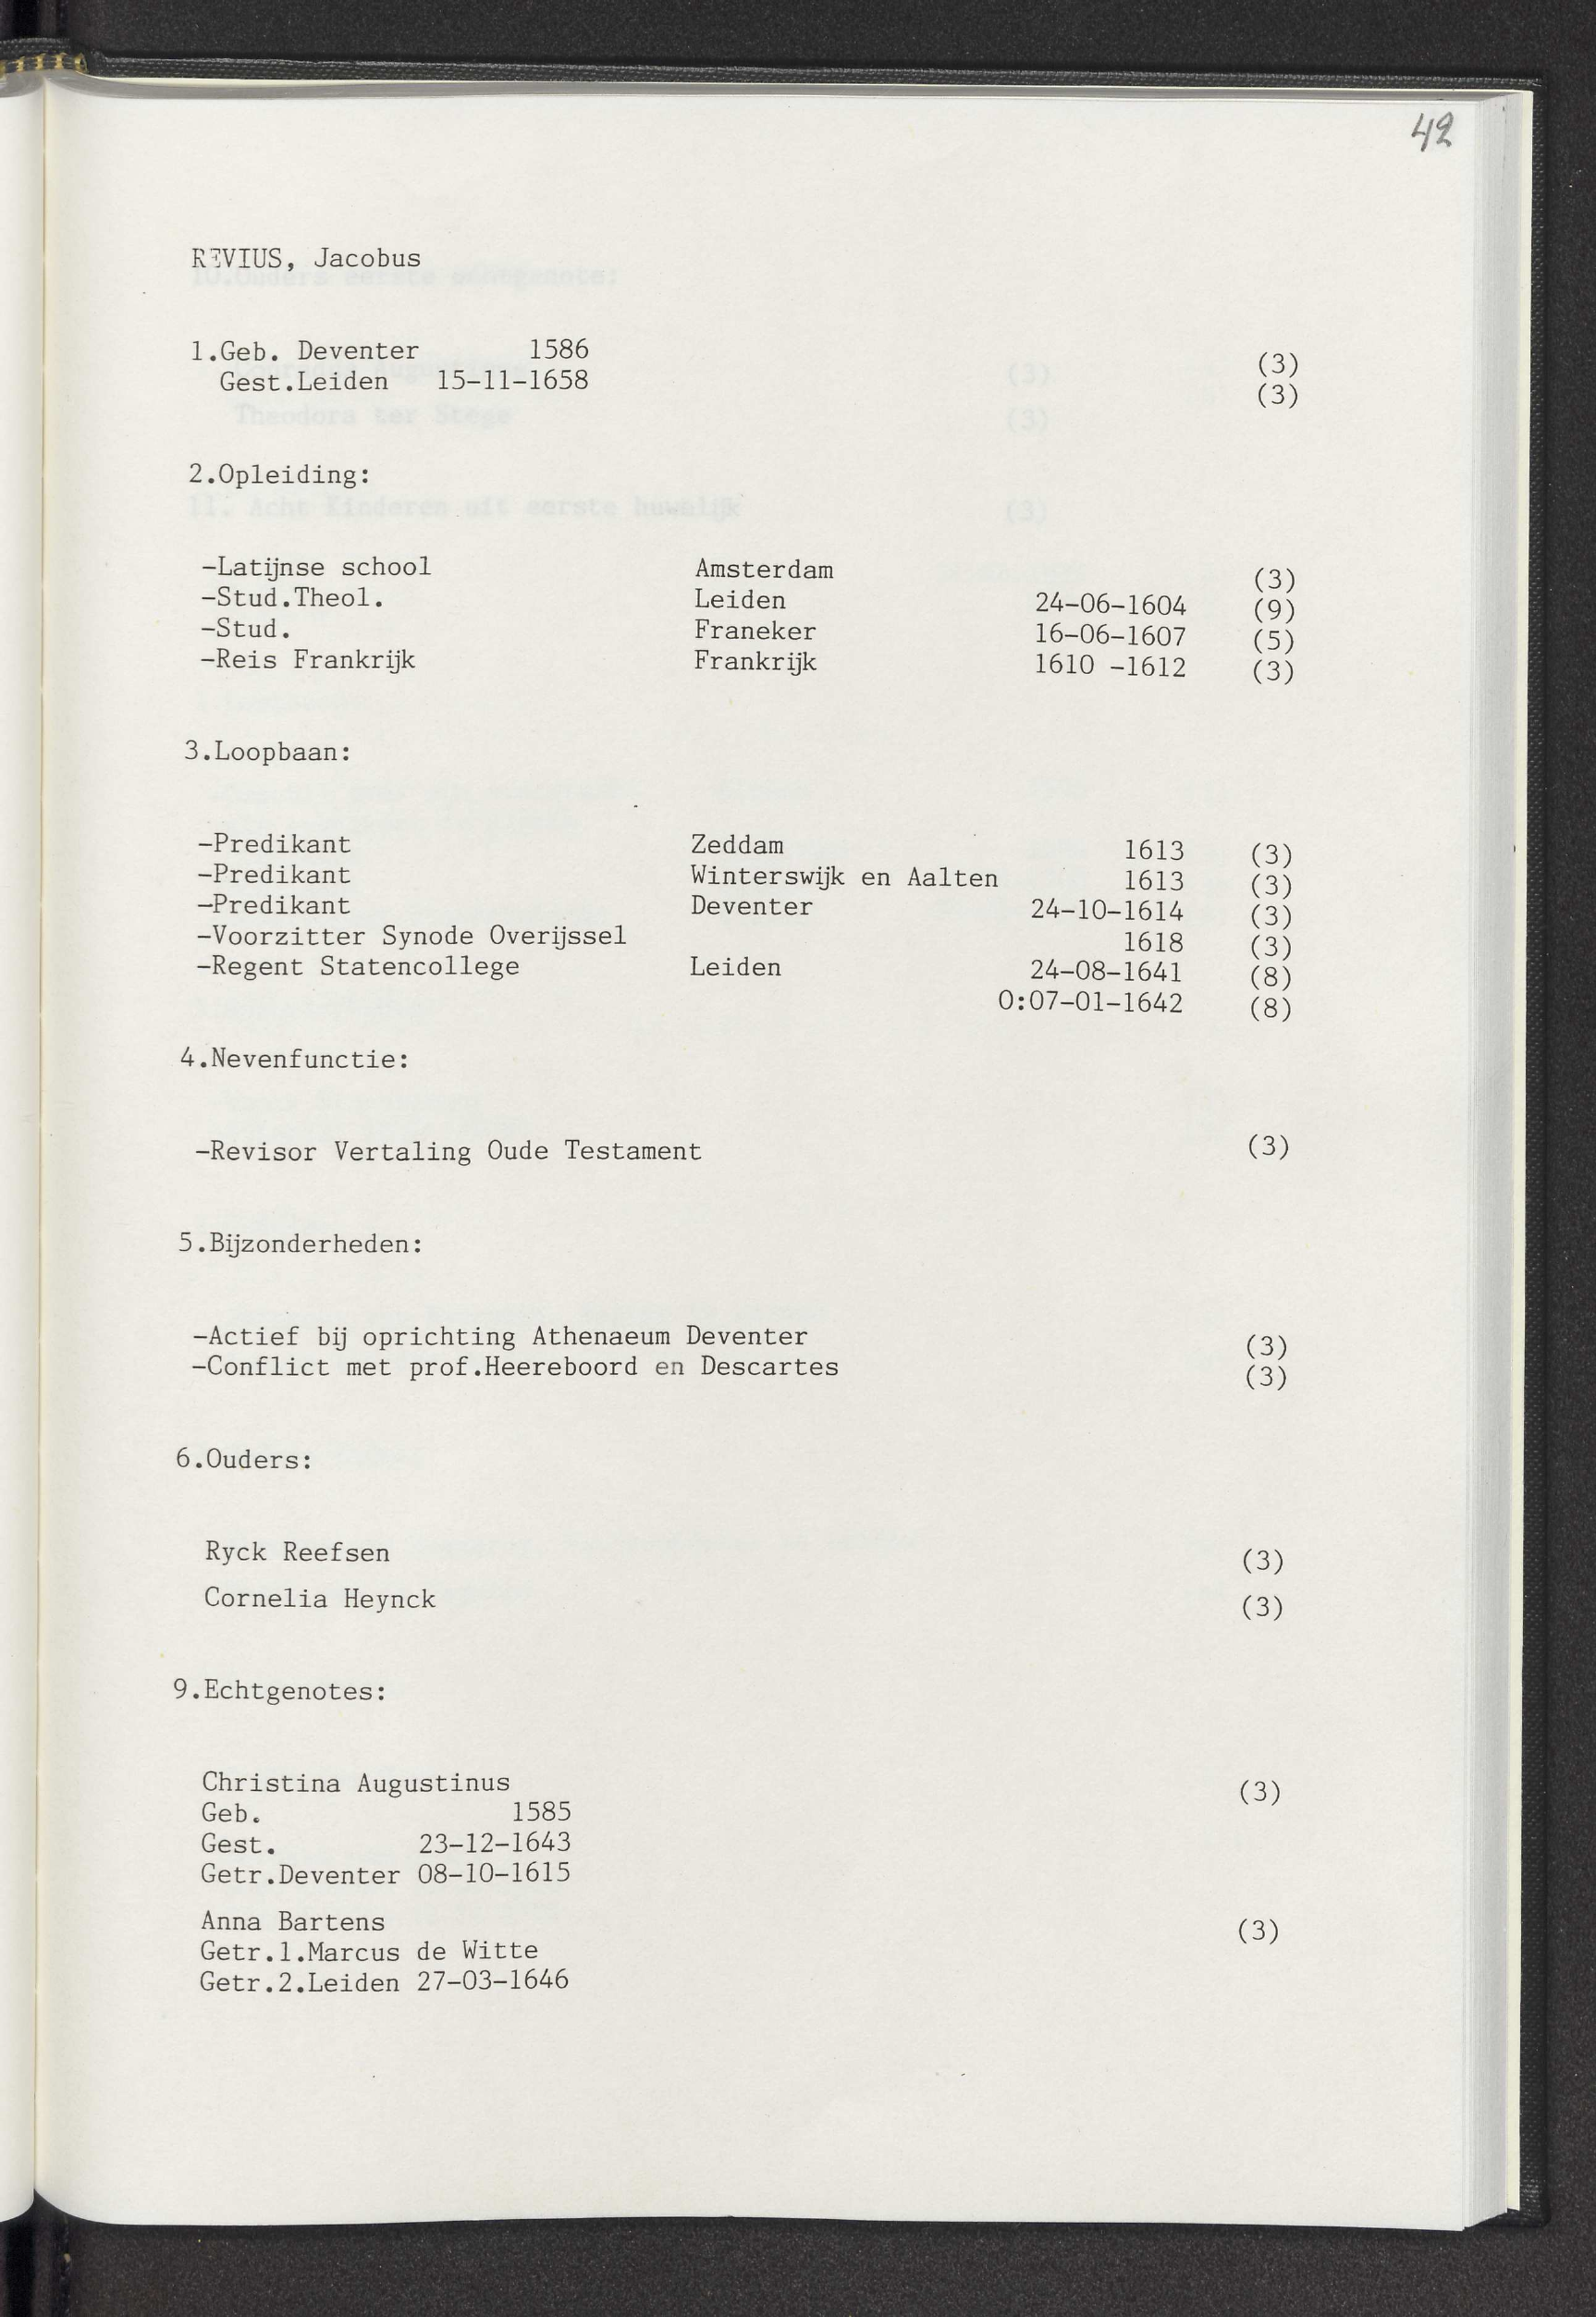 42
REVIUS, Jacobus
1.Geb. Deventer 1586 (3)
Gest.Leiden 15-11-1658 (3)
2.Opleiding:
-Latijnse school Amsterdam (3)
-Stud.Theol. Leiden 24-06-1604 (9)
-Stud. Franeker 16-06-1607 (5)
-Reis Frankrijk Frankrijk 1610 -1612 (3)
3.Loopbaan:
-Predikant Zeddam 1613 (3)
-Predikant Winterswijk en Aalten 1613 (3)
-Predikant Deventer 24-10-1614 (3)
-Voorzitter Synode Overijssel 1618 (3)
-Regent Statencollege Leiden 24-08-1641 (8)
O:07-01-1642 (8)
4.Nevenfunctie:
-Revisor Vertaling Oude Testament (3)
5.Bijzonderheden:
-Actief bij oprichting Athenaeum Deventer (3)
-Conflict met prof.Heereboord en Descartes (3)
6.Ouders:
Ryck Reefsen (3)
Cornelia Heynck (3)
9.Echtgenotes:
Christina Augustinus (3)
Geb. 1585
Gest. 23-12-1643
Getr.Deventer 08-10-1615
Anna Bartens (3)
Getr.1.Marcus de Witte
Getr.2.Leiden 27-03-1646